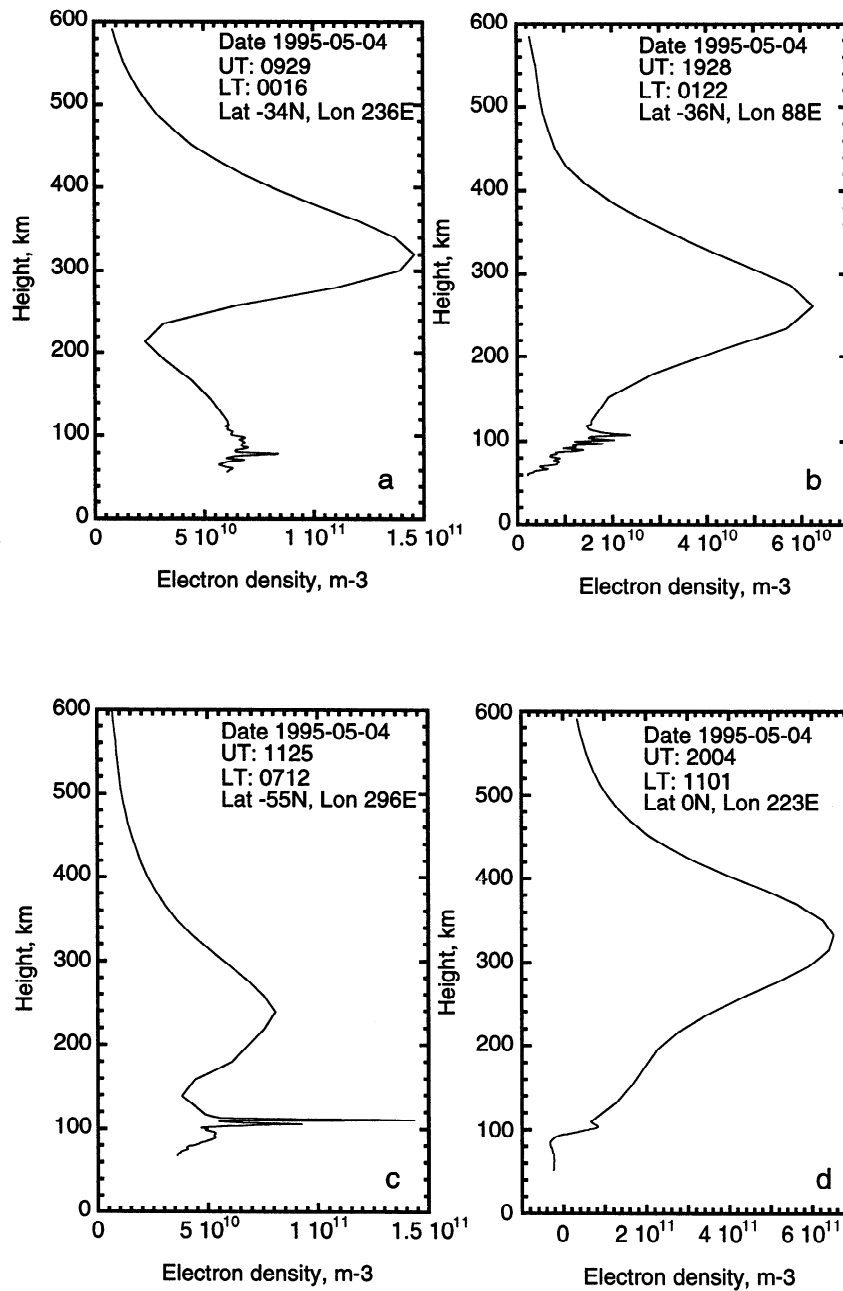 600
500
400
300
200
100
0
Height, km
Date 1995-05-04
UT: 0929
LT: 0016
Lat -34N, Lon 236E
a
0 5 10^10 1 10^11 1.5 10^11
Electron density, m-3
600
500
400
300
200
100
0
Height, km
Date 1995-05-04
UT: 1928
LT: 0122
Lat -36N, Lon 88E
b
0 2 10^10 4 10^10 6 10^10
Electron density, m-3
600
500
400
300
200
100
0
Height, km
Date 1995-05-04
UT: 1125
LT: 0712
Lat -55N, Lon 296E
c
0 5 10^10 1 10^11 1.5 10^11
Electron density, m-3
600
500
400
300
200
100
0
Height, km
Date 1995-05-04
UT: 2004
LT: 1101
Lat 0N, Lon 223E
d
0 2 10^11 4 10^11 6 10^11
Electron density, m-3